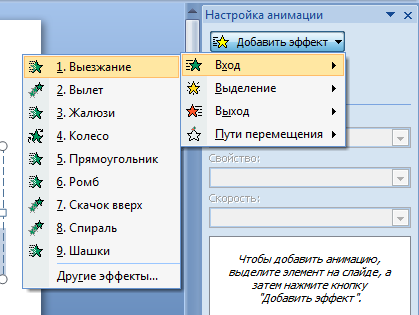 Настройка анимации
Добавить эффект
Вход
Выделение
Выход
Пути перемещения
1. Выезжание
2. Вылет
3. Жалюзи
4. Колесо
5. Прямоугольник
6. Ромб
7. Скачок вверх
8. Спираль
9. Шашки
Другие эффекты...
Свойство:
Скорость:
Чтобы добавить анимацию,
выделите элемент на слайде, а
затем нажмите кнопку
"Добавить эффект".